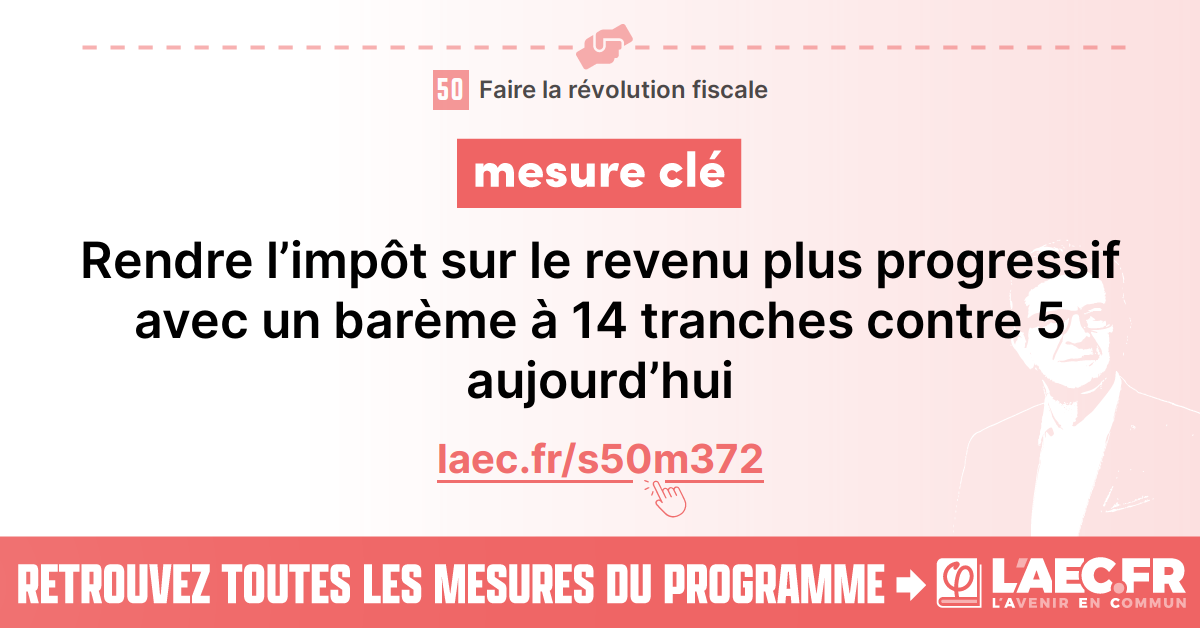 50 Faire la révolution fiscale
mesure clé
Rendre l’impôt sur le revenu plus progressif
avec un barème à 14 tranches contre 5
aujourd’hui
laec.fr/s50m372
RETROUVEZ TOUTES LES MESURES DU PROGRAMME
L'AEC.FR
L'AVENIR EN COMMUN